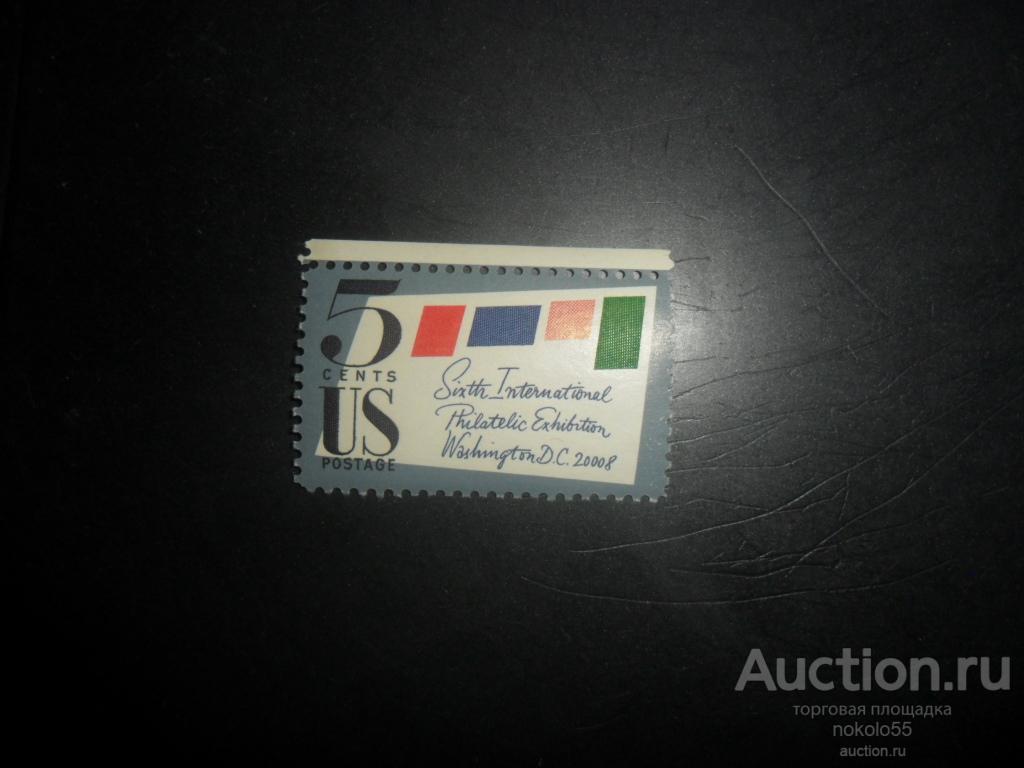 5
CENTS
US
POSTAGE
Sixth International
Philatelic Exhibition
Washington D.C. 20008
Auction.ru
торговая площадка
nokolo55
auction.ru